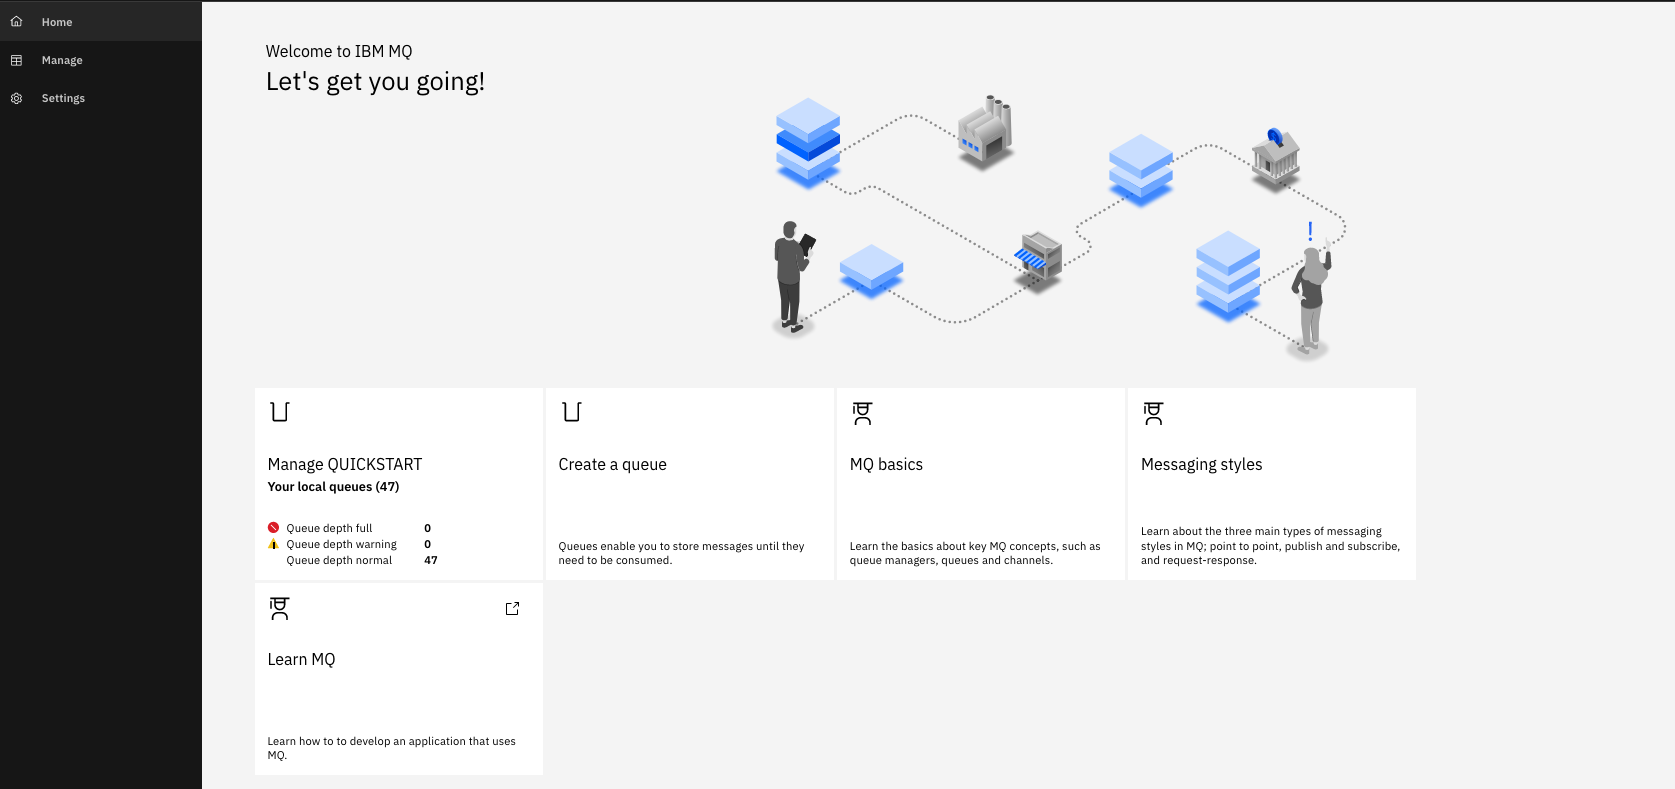 Home
Manage
Settings
Welcome to IBM MQ
Let's get you going!
!
Manage QUICKSTART
Your local queues (47)
Queue depth full 0
Queue depth warning 0
Queue depth normal 47
Create a queue
Queues enable you to store messages until they
need to be consumed.
MQ basics
Learn the basics about key MQ concepts, such as
queue managers, queues and channels.
Messaging styles
Learn about the three main types of messaging
styles in MQ; point to point, publish and subscribe,
and request-response.
Learn MQ
Learn how to to develop an application that uses
MQ.